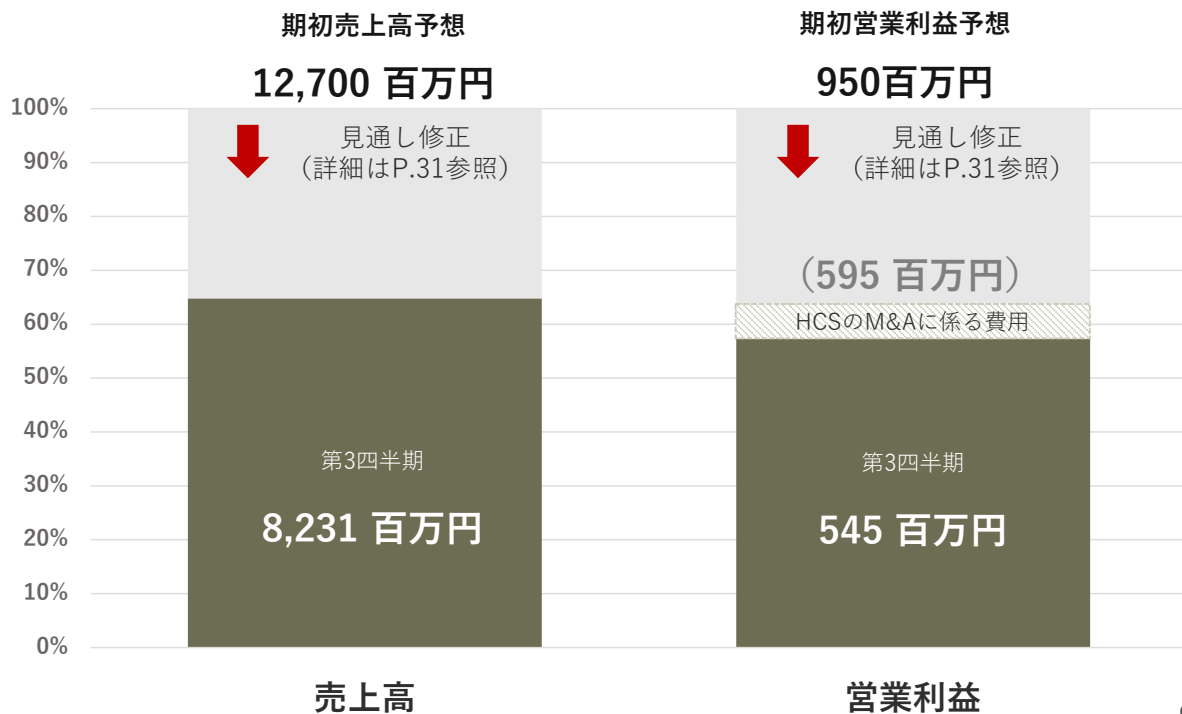 期初売上高予想
12,700 百万円
期初営業利益予想
950百万円
100%
90%
80%
70%
60%
50%
40%
30%
20%
10%
0%
見通し修正
(詳細はP.31参照)
第3四半期
8,231 百万円
売上高
見通し修正
(詳細はP.31参照)
(595 百万円)
HCSのM&Aに係る費用
第3四半期
545 百万円
営業利益